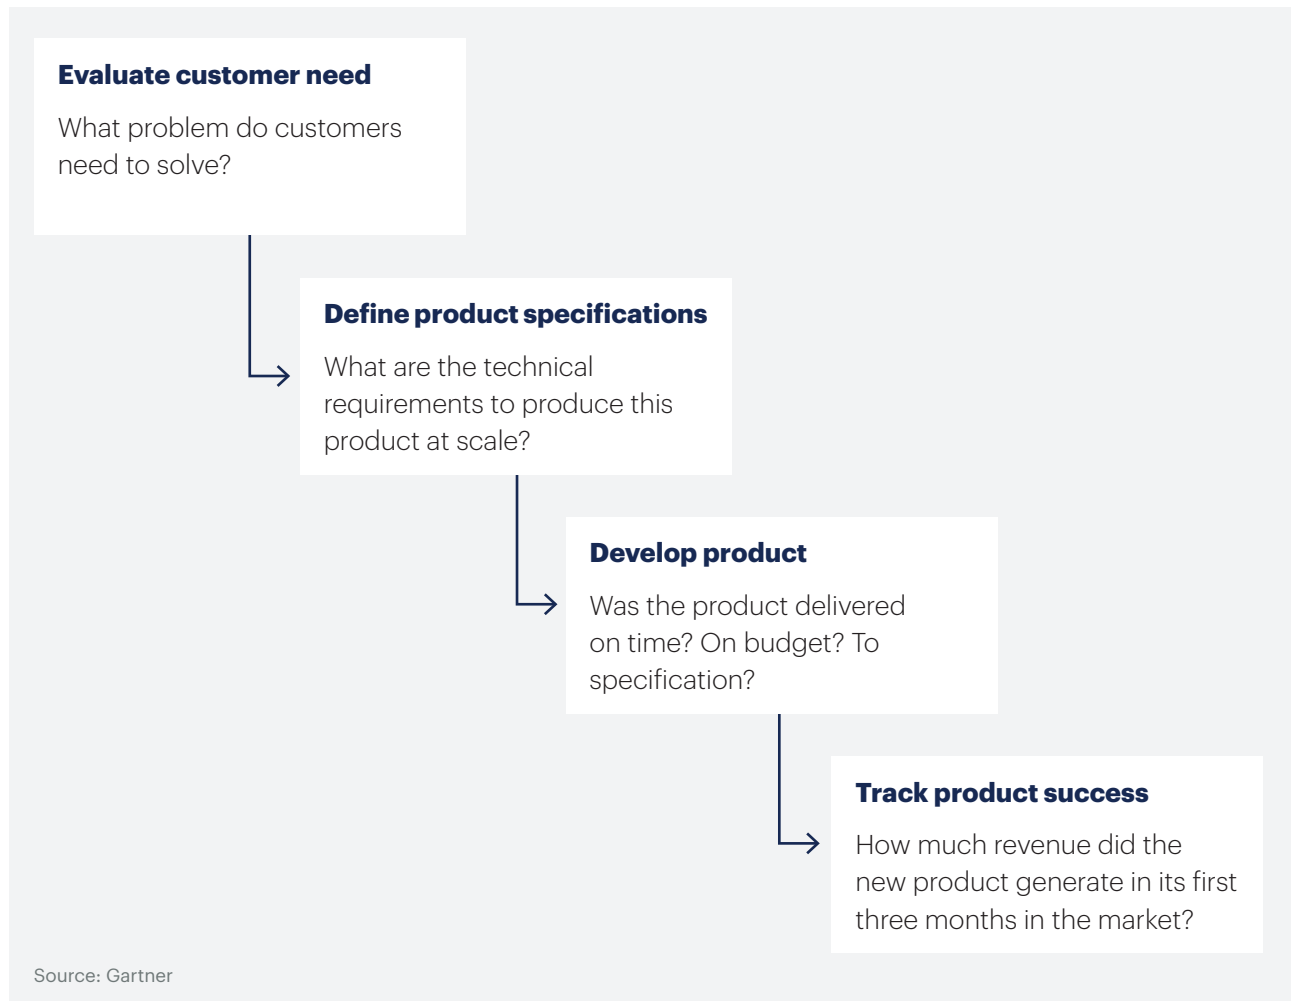 Evaluate customer need
What problem do customers
need to solve?
Define product specifications
What are the technical
requirements to produce this
product at scale?
Develop product
Was the product delivered
on time? On budget? To
specification?
Track product success
How much revenue did the
new product generate in its first
three months in the market?
Source: Gartner